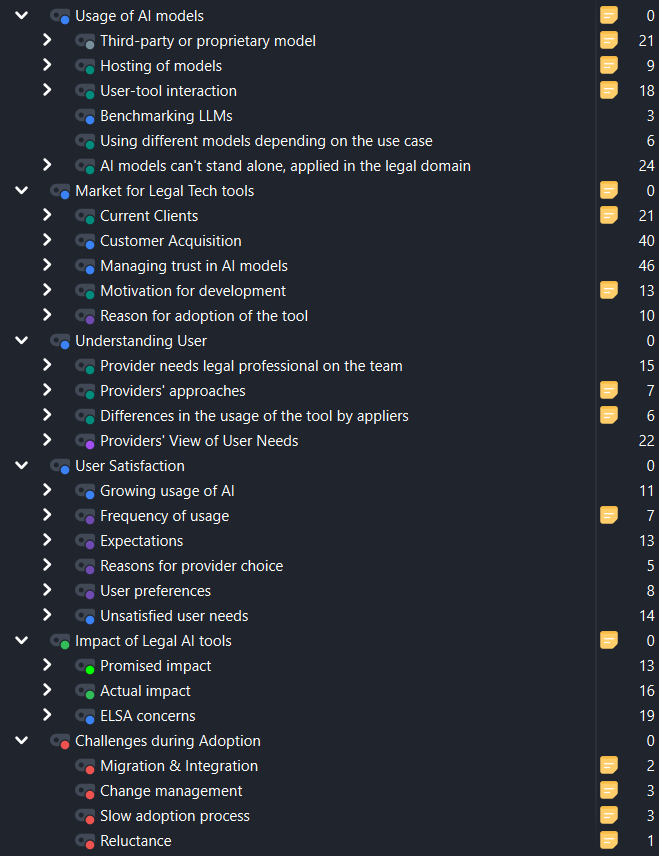 Usage of AI models 0
Third-party or proprietary model 21
Hosting of models 9
User-tool interaction 18
Benchmarking LLMs 3
Using different models depending on the use case 6
AI models can't stand alone, applied in the legal domain 24
Market for Legal Tech tools 0
Current Clients 21
Customer Acquisition 40
Managing trust in AI models 46
Motivation for development 13
Reason for adoption of the tool 10
Understanding User 0
Provider needs legal professional on the team 15
Providers' approaches 7
Differences in the usage of the tool by appliers 6
Providers' View of User Needs 22
User Satisfaction 0
Growing usage of AI 11
Frequency of usage 7
Expectations 13
Reasons for provider choice 5
User preferences 8
Unsatisfied user needs 14
Impact of Legal AI tools 0
Promised impact 13
Actual impact 16
ELSA concerns 19
Challenges during Adoption 0
Migration & Integration 2
Change management 3
Slow adoption process 3
Reluctance 1